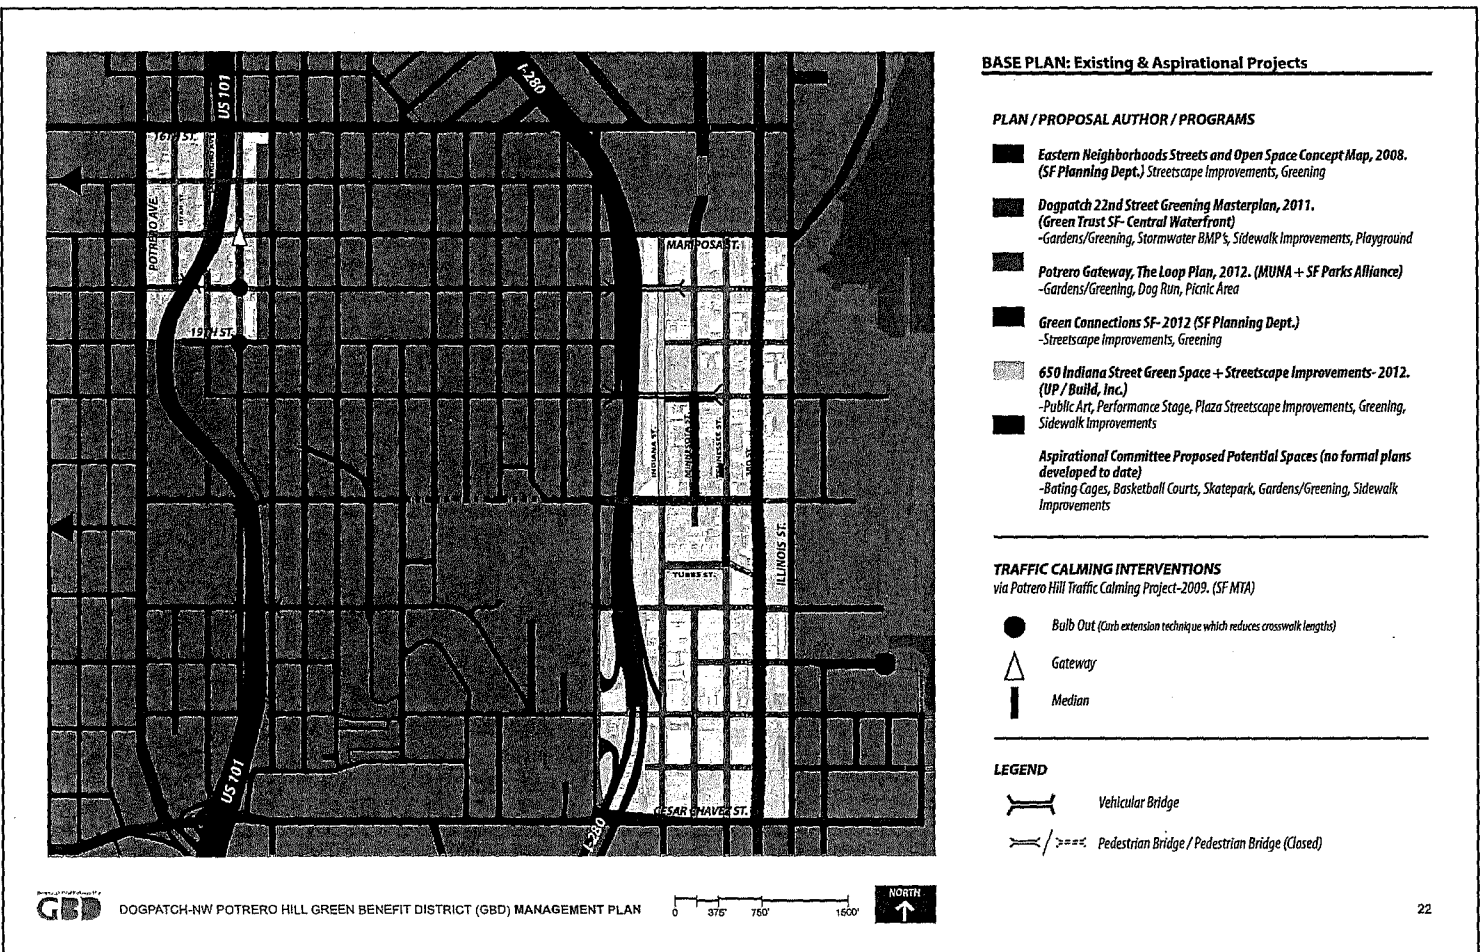 US 101
I-280
16TH ST.
POTRERO AVE.
19TH ST.
MARIPOSA ST.
INDIANA ST.
MINNESOTA ST.
TENNESSEE ST.
3RD ST.
TUBBS ST.
ILLINOIS ST.
US 101
I-280
CESAR CHAVEZ ST.
BASE PLAN: Existing & Aspirational Projects
PLAN / PROPOSAL AUTHOR / PROGRAMS
Eastern Neighborhoods Streets and Open Space Concept Map, 2008.
(SF Planning Dept.) Streetscape Improvements, Greening
Dogpatch 22nd Street Greening Masterplan, 2011.
(Green Trust SF- Central Waterfront)
-Gardens/Greening, Stormwater BMP's, Sidewalk Improvements, Playground
Potrero Gateway, The Loop Plan, 2012. (MUNA + SF Parks Alliance)
-Gardens/Greening, Dog Run, Picnic Area
Green Connections SF- 2012 (SF Planning Dept.)
-Streetscape Improvements, Greening
650 Indiana Street Green Space + Streetscape Improvements- 2012.
(UP / Build, Inc.)
-Public Art, Performance Stage, Plaza Streetscape Improvements, Greening,
Sidewalk Improvements
Aspirational Committee Proposed Potential Spaces (no formal plans
developed to date)
-Bating Cages, Basketball Courts, Skatepark, Gardens/Greening, Sidewalk
Improvements
TRAFFIC CALMING INTERVENTIONS
via Potrero Hill Traffic Calming Project-2009. (SF MTA)
Bulb Out (Curb extension technique which reduces crosswalk lengths)
Gateway
Median
LEGEND
Vehicular Bridge
Pedestrian Bridge / Pedestrian Bridge (Closed)
GBD
DOGPATCH-NW POTRERO HILL GREEN BENEFIT DISTRICT (GBD) MANAGEMENT PLAN
0 375' 750' 1500'
NORTH
22